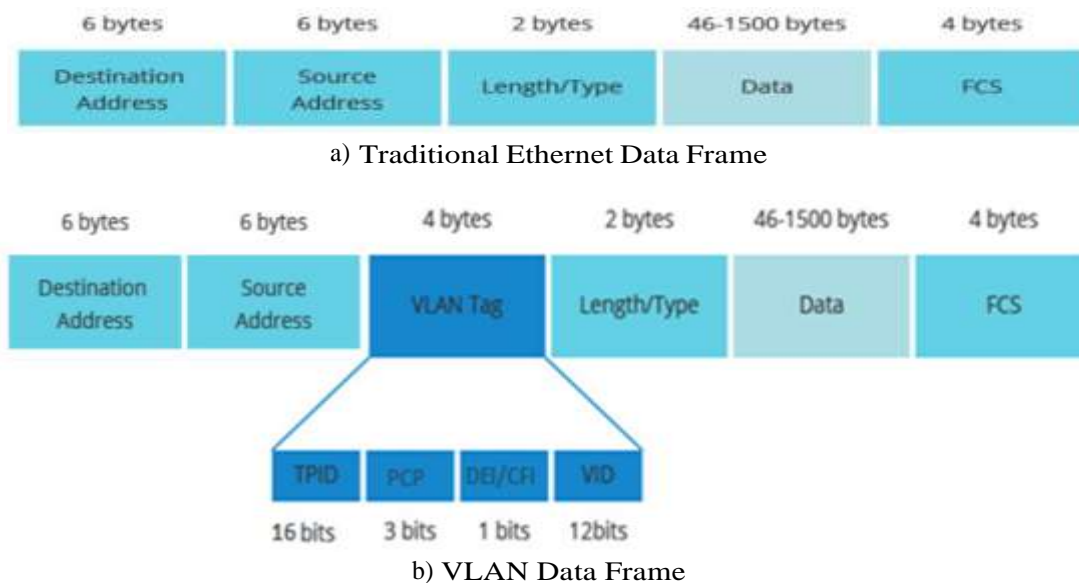 6 bytes 6 bytes 2 bytes 46-1500 bytes 4 bytes
Destination Address Source Address Length/Type Data FCS
a) Traditional Ethernet Data Frame
6 bytes 6 bytes 4 bytes 2 bytes 46-1500 bytes 4 bytes
Destination Address Source Address VLAN Tag Length/Type Data FCS
TPID PCP DEI/CFI VID
16 bits 3 bits 1 bits 12bits
b) VLAN Data Frame